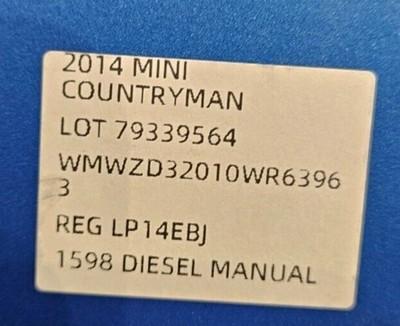 2014 MINI
COUNTRYMAN
LOT 79339564
WMWZD32010WR6396
3
REG LP14EBJ
1598 DIESEL MANUAL